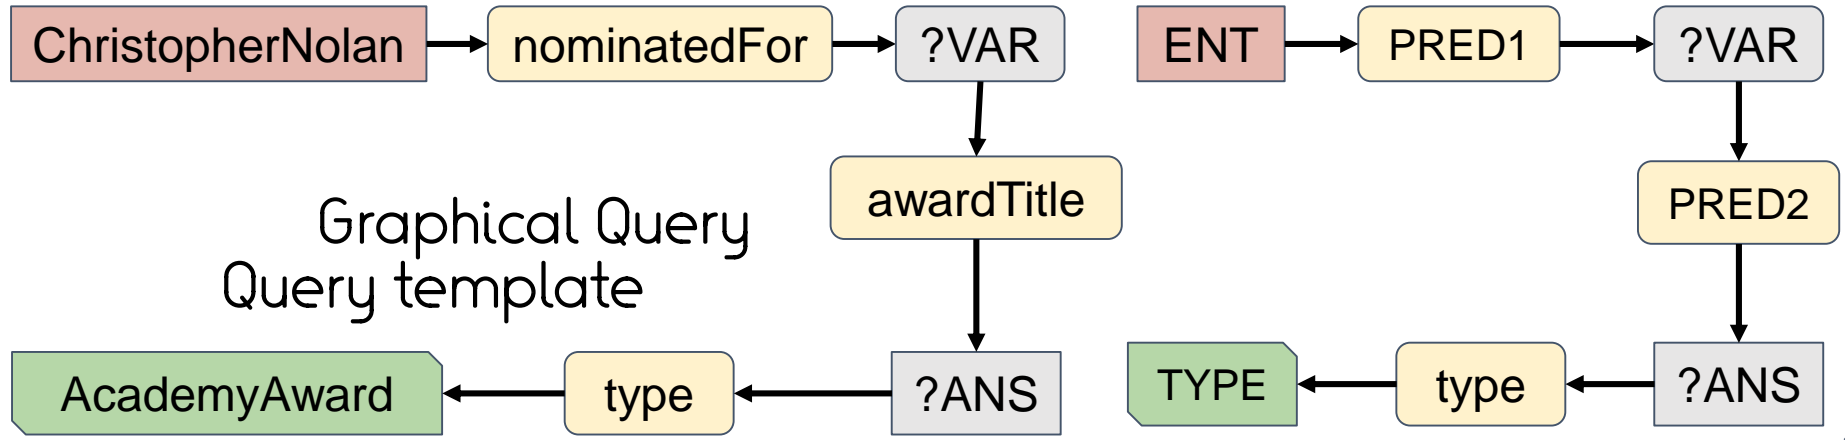 ChristopherNolan
nominatedFor
?VAR
awardTitle
Graphical Query
Query template
AcademyAward
type
?ANS
ENT
PRED1
?VAR
PRED2
TYPE
type
?ANS